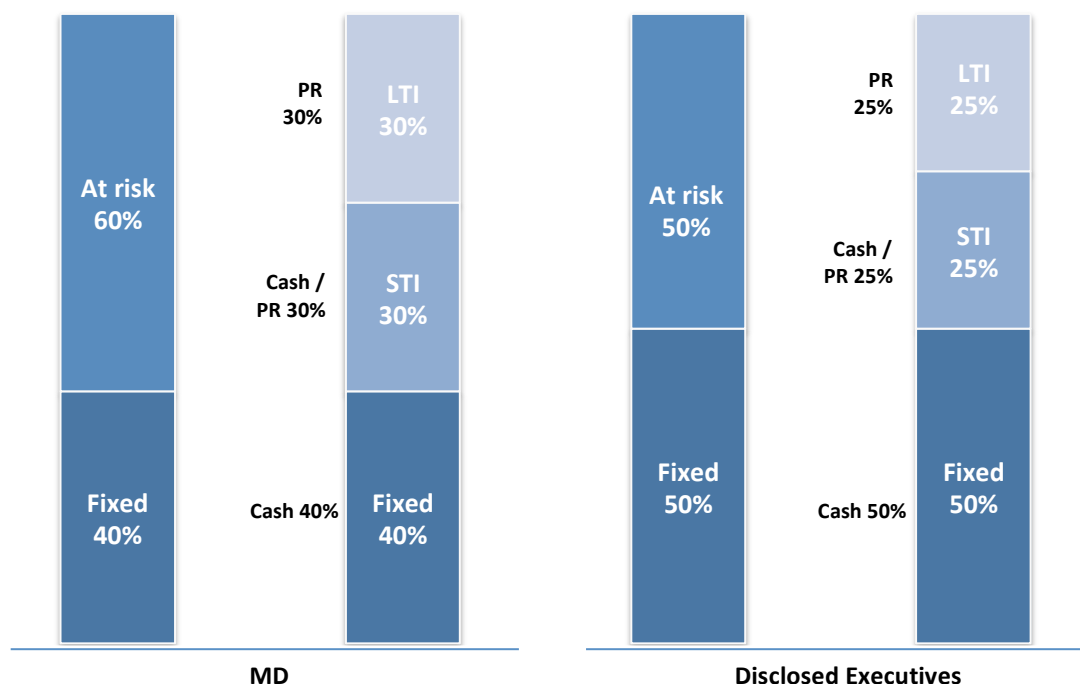 At risk
60%
Fixed
40%
PR
30%
LTI
30%
Cash /
PR 30%
STI
30%
Cash 40%
Fixed
40%
MD
At risk
50%
Fixed
50%
PR
25%
LTI
25%
Cash /
PR 25%
STI
25%
Cash 50%
Fixed
50%
Disclosed Executives